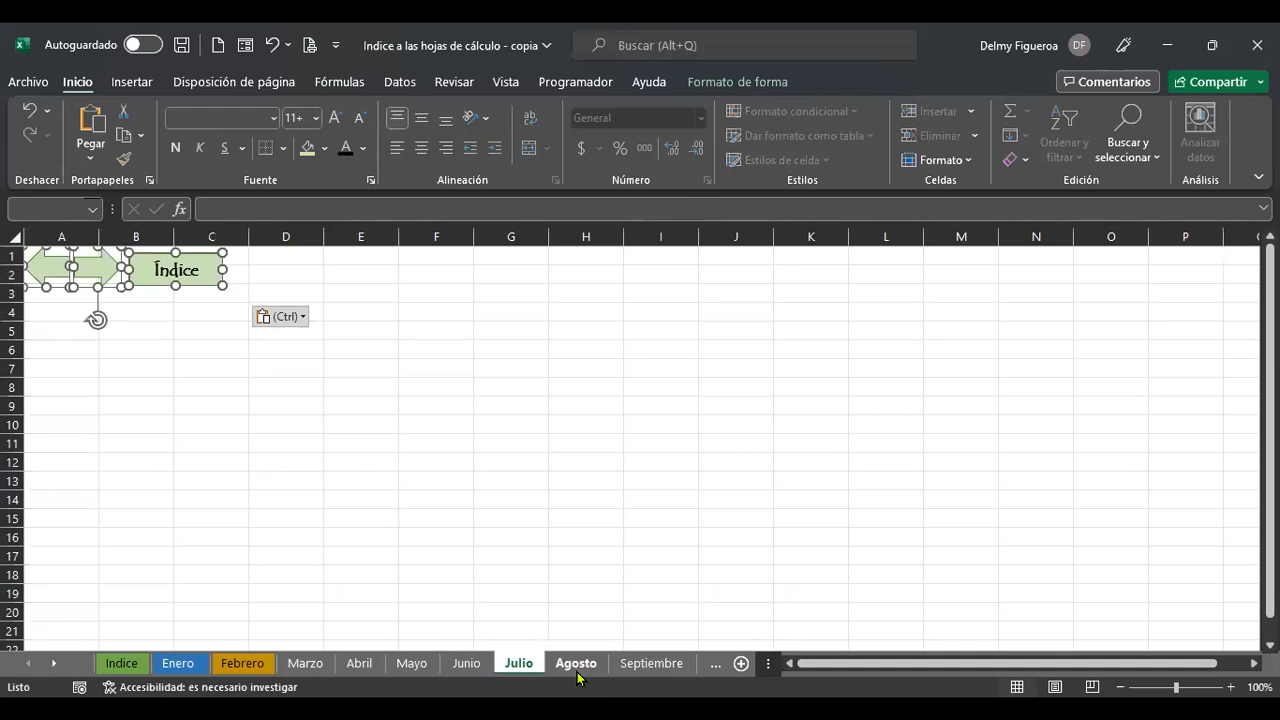 Autoguardado
Indice a las hojas de cálculo - copia
Buscar (Alt+Q)
Delmy Figueroa
DF
Archivo Inicio Insertar Disposición de página Fórmulas Datos Revisar Vista Programador Ayuda Formato de forma
Comentarios
Compartir
Pegar
11+
N K S
General
$ % 000
Formato condicional
Dar formato como tabla
Estilos de celda
Insertar
Eliminar
Formato
Ordenar y filtrar
Buscar y seleccionar
Analizar datos
Deshacer Portapapeles Fuente Alineación Número Estilos Celdas Edición Análisis
fx
A B C D E F G H I J K L M N O P
1
2
3
4
5
6
7
8
9
10
11
12
13
14
15
16
17
18
19
20
21
22
Índice
(Ctrl)
Indice Enero Febrero Marzo Abril Mayo Junio Julio Agosto Septiembre ...
Listo
Accesibilidad: es necesario investigar
100%